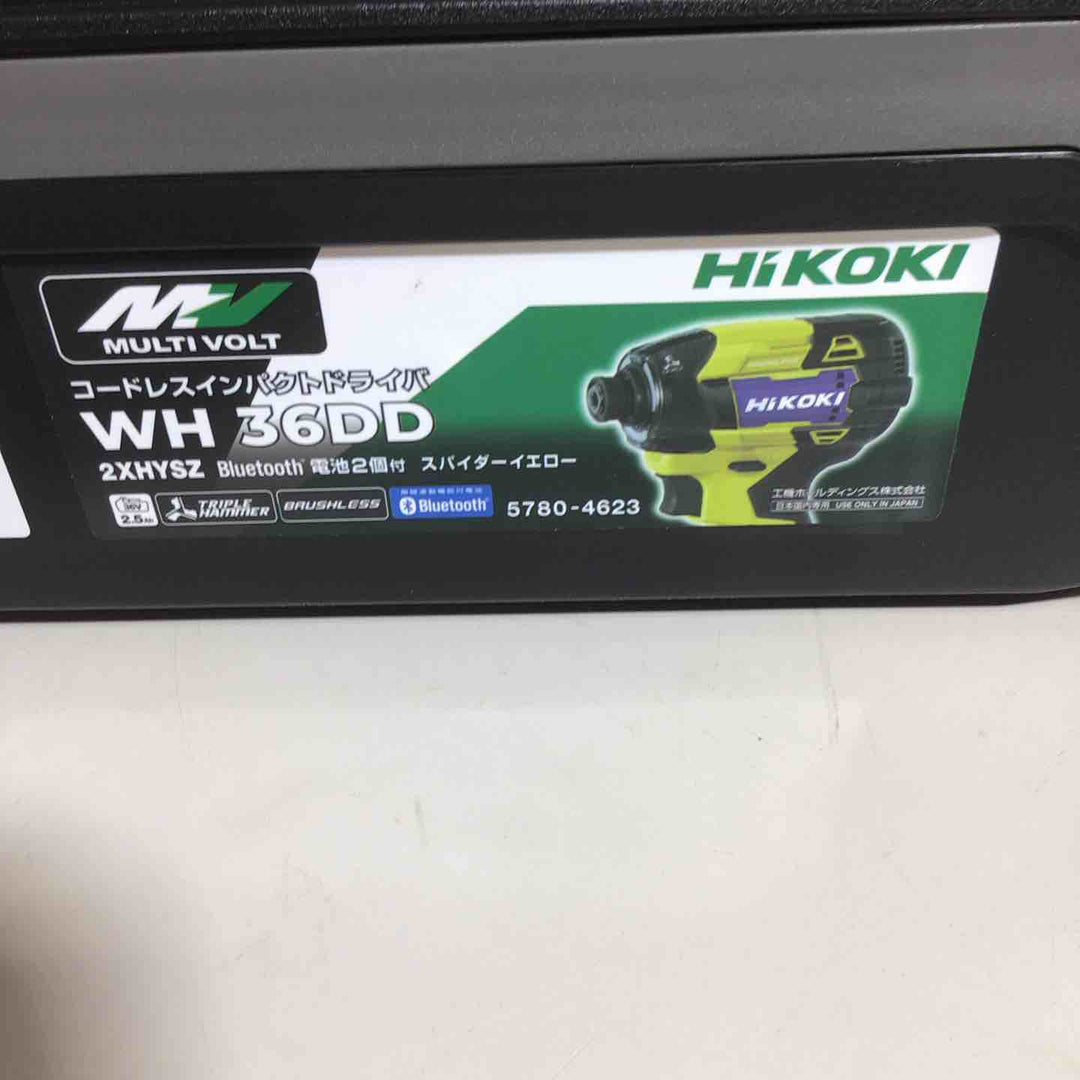 HiKOKI
MV
MULTI VOLT
コードレスインパクトドライバ
WH 36DD
2XHYSZ Bluetooth 電池2個付 スパイダーイエロー
36V
2.5Ah
TRIPLE HAMMER
BRUSHLESS
Bluetooth
5780-4623
HiKOKI
工機ホールディングス株式会社
日本国内専用 USE ONLY IN JAPAN